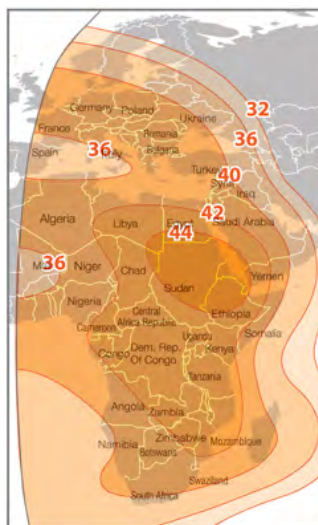 32
Germany
Poland
Ukraine
France
Romania
36
Spain
36
Italy
Bulgaria
Turkey
40
Syria
Iraq
42
Algeria
Libya
Egypt
Saudi Arabia
44
36
Mali
Niger
Chad
Yemen
Sudan
Nigeria
Ethiopia
Central
Africa Republic
Cameroon
Somalia
Uganda
Congo
Dem. Rep.
Of Congo
Kenya
Tanzania
Angola
Zambia
Namibia
Zimbabwe
Mozambique
Botswana
Swaziland
South Africa